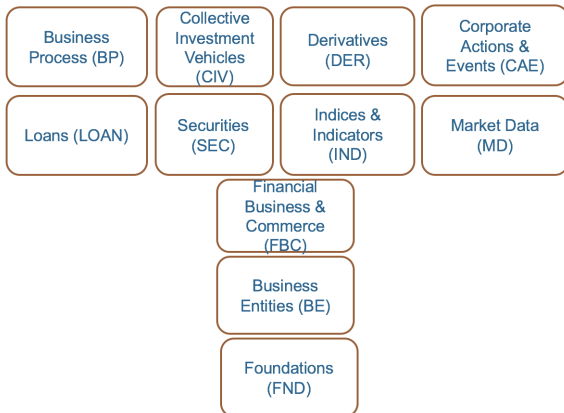 Business
Process (BP)
Collective
Investment
Vehicles
(CIV)
Derivatives
(DER)
Corporate
Actions &
Events (CAE)
Loans (LOAN)
Securities
(SEC)
Indices &
Indicators
(IND)
Market Data
(MD)
Financial
Business &
Commerce
(FBC)
Business
Entities (BE)
Foundations
(FND)